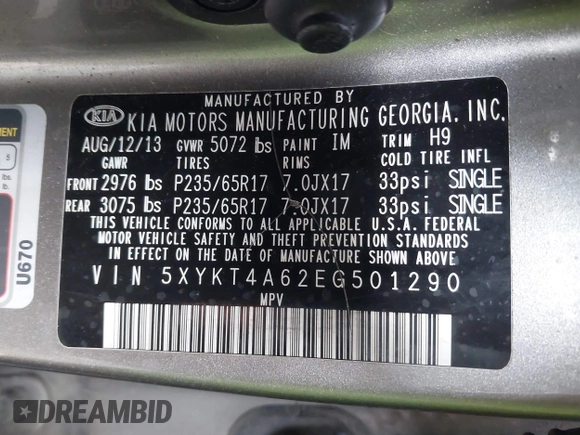 MANUFACTURED BY
KIA KIA MOTORS MANUFACTURING GEORGIA, INC.
AUG/12/13 GVWR 5072 lbs PAINT IM TRIM H9
GAWR TIRES RIMS COLD TIRE INFL
FRONT 2976 lbs P235/65R17 7.0JX17 33psi SINGLE
REAR 3075 lbs P235/65R17 7.0JX17 33psi SINGLE
THIS VEHICLE CONFORMS TO ALL APPLICABLE U.S.A. FEDERAL
MOTOR VEHICLE SAFETY AND THEFT PREVENTION STANDARDS
IN EFFECT ON THE DATE OF MANUFACTURE SHOWN ABOVE.
VIN 5XYKT4A62EG501290
MPV
5
U670
DREAMBID